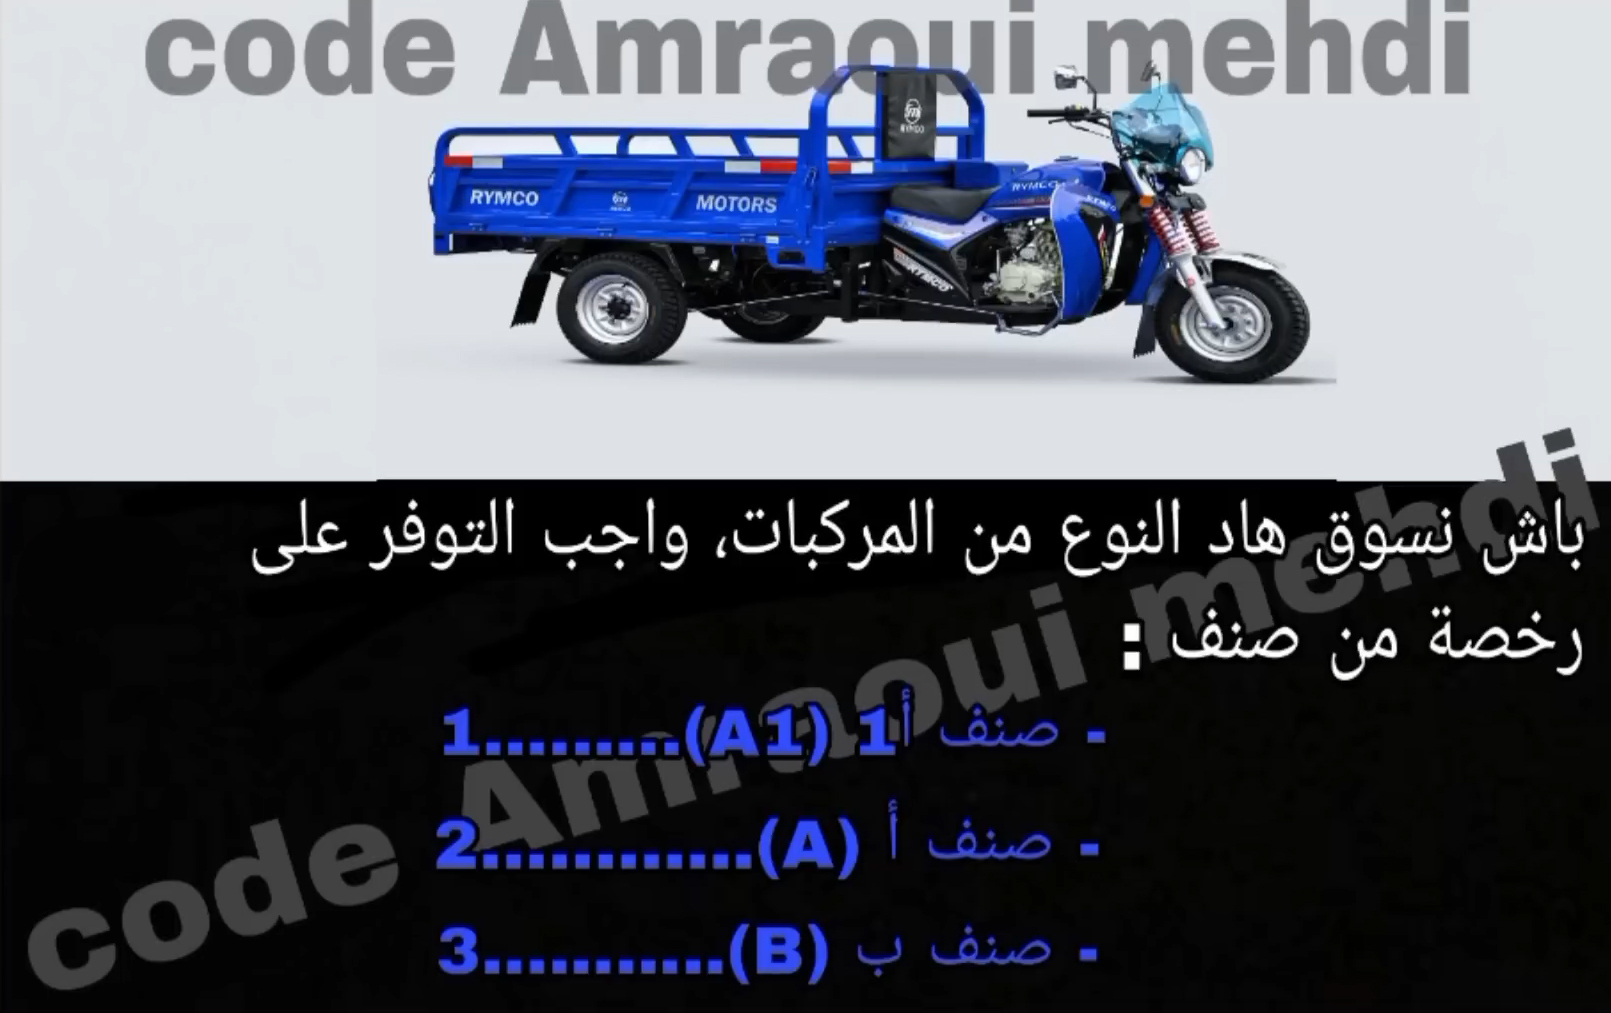 code Amraoui mehdi
RYMCO
RYMCO MOTORS
RYMCO
RYMCO
باش نسوق هاد النوع من المركبات، واجب التوفر على
رخصة من صنف :
- صنف أ1 (A1).........1
- صنف أ (A)............2
- صنف ب (B)...........3
code Amraoui mehdi